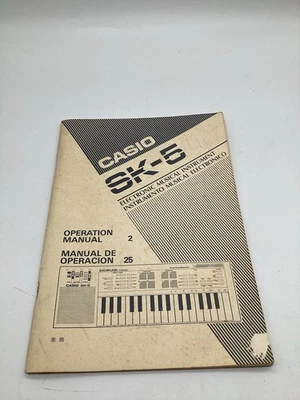 CASIO
SK-5
ELECTRONIC MUSICAL INSTRUMENT
INSTRUMENTO MUSICAL ELECTRONICO
OPERATION
MANUAL 2
MANUAL DE
OPERACION 25
CASIO SK-5